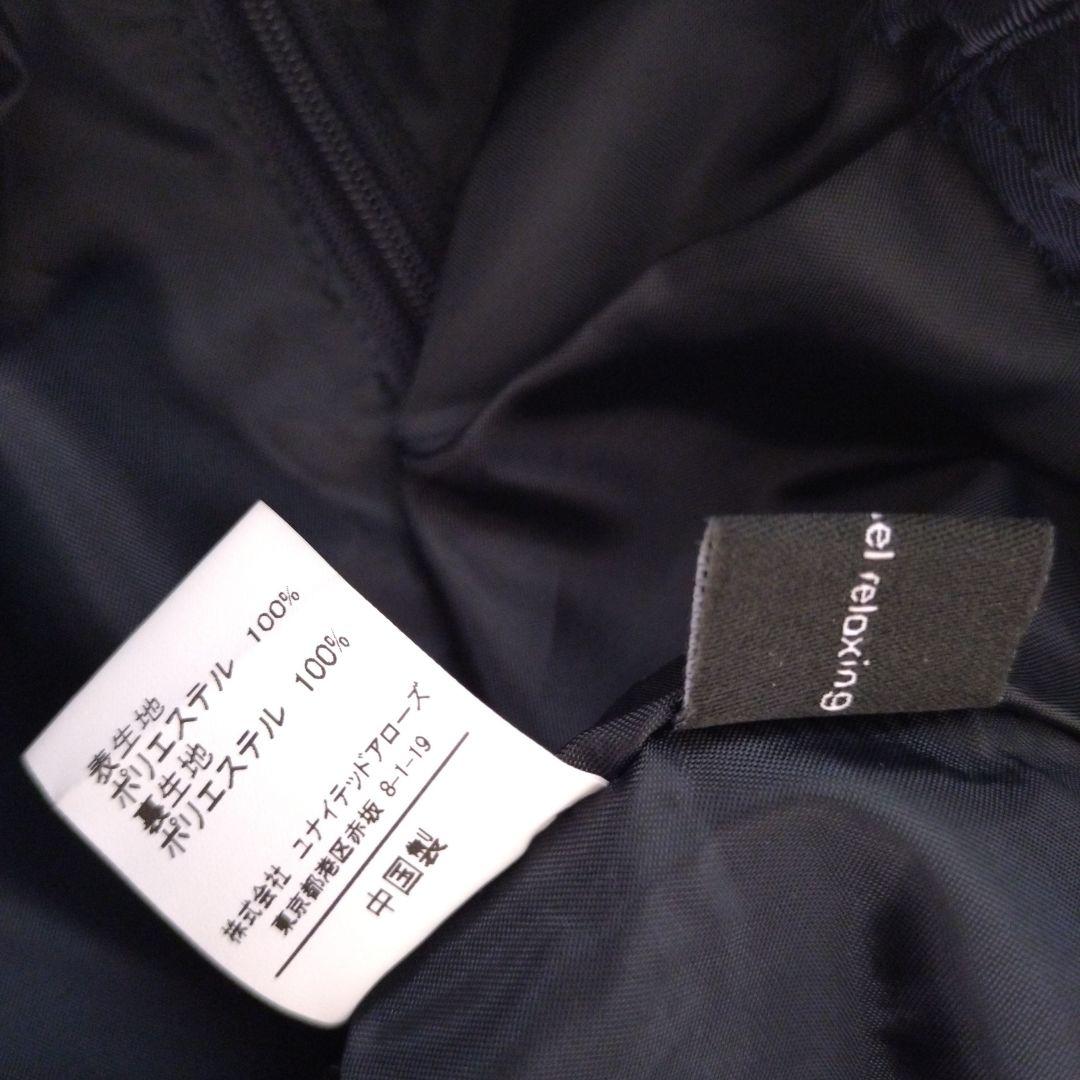 表生地
ポリエステル 100%
裏生地
ポリエステル 100%
株式会社 ユナイテッドアローズ
東京都港区赤坂 8-1-19
中国製
relaxing